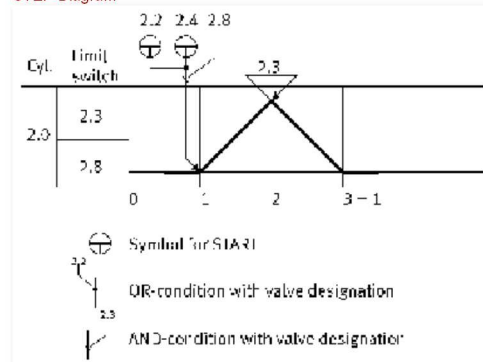 STEP Diagram
2.2 2.4 2.8
Cyl. Limit switch
2.3
2.3
2.0
2.8
0 1 2 3 = 1
Symbol for START
2.2
OR-condition with valve designation
2.3
AND-condition with valve designation